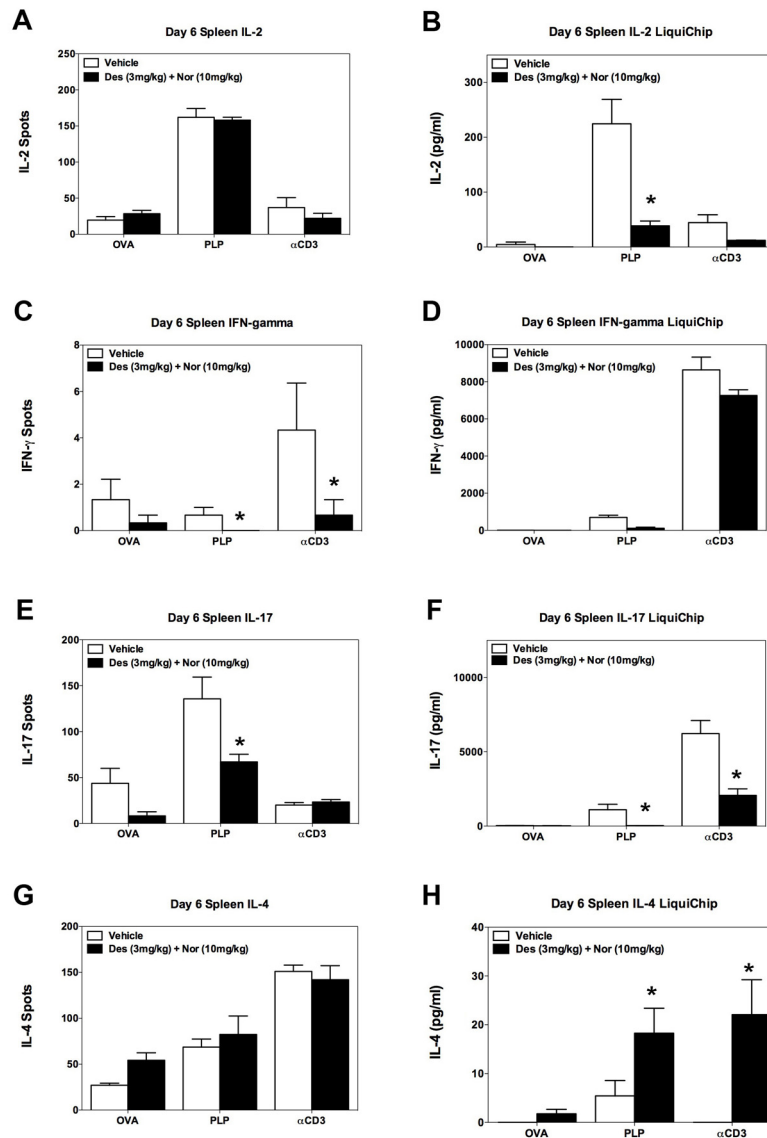 A
Day 6 Spleen IL-2
Vehicle
Des (3mg/kg) + Nor (10mg/kg)
IL-2 Spots
250
200
150
100
50
0
OVA PLP αCD3
B
Day 6 Spleen IL-2 LiquiChip
Vehicle
Des (3mg/kg) + Nor (10mg/kg)
IL-2 (pg/ml)
300
200
100
0
*
OVA PLP αCD3
C
Day 6 Spleen IFN-gamma
Vehicle
Des (3mg/kg) + Nor (10mg/kg)
IFN-γ Spots
8
6
4
2
0
* *
OVA PLP αCD3
D
Day 6 Spleen IFN-gamma LiquiChip
Vehicle
Des (3mg/kg) + Nor (10mg/kg)
IFN-γ (pg/ml)
10000
8000
6000
4000
2000
0
OVA PLP αCD3
E
Day 6 Spleen IL-17
Vehicle
Des (3mg/kg) + Nor (10mg/kg)
IL-17 Spots
200
150
100
50
0
*
OVA PLP αCD3
F
Day 6 Spleen IL-17 LiquiChip
Vehicle
Des (3mg/kg) + Nor (10mg/kg)
IL-17 (pg/ml)
10000
5000
0
* *
OVA PLP αCD3
G
Day 6 Spleen IL-4
Vehicle
Des (3mg/kg) + Nor (10mg/kg)
IL-4 Spots
200
150
100
50
0
OVA PLP αCD3
H
Day 6 Spleen IL-4 LiquiChip
Vehicle
Des (3mg/kg) + Nor (10mg/kg)
IL-4 (pg/ml)
40
30
20
10
0
* *
OVA PLP αCD3